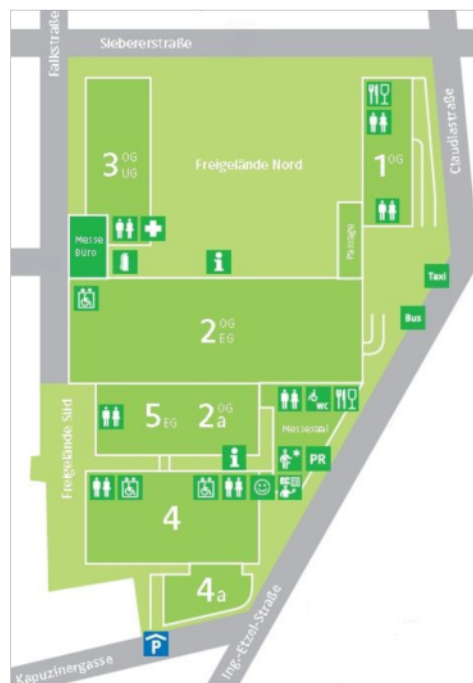 Siebererstraße
Falkstraße
Claudiastraße
3 OG UG
Freigelände Nord
1 OG
Messe
Büro
Passage
i
Taxi
Bus
2 OG EG
5 EG
2a OG
WC
Messesaal
Freigelände Süd
i
PR
4
4a
P
Kapuzinergasse
Ing.-Etzel-Straße